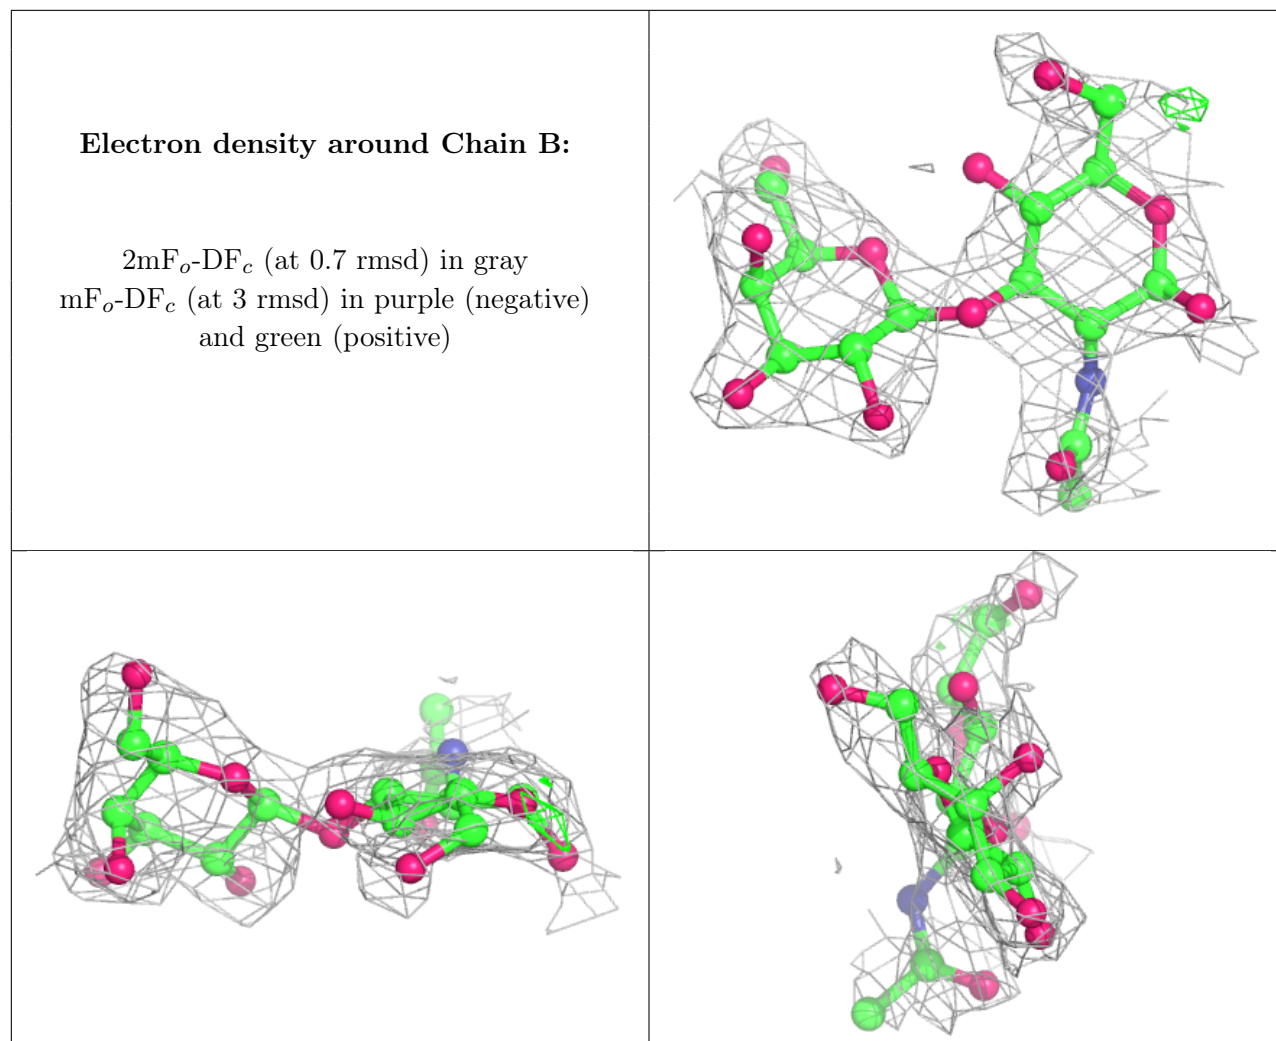 Electron density around Chain B:
2mFo-DFc (at 0.7 rmsd) in gray
mFo-DFc (at 3 rmsd) in purple (negative)
and green (positive)